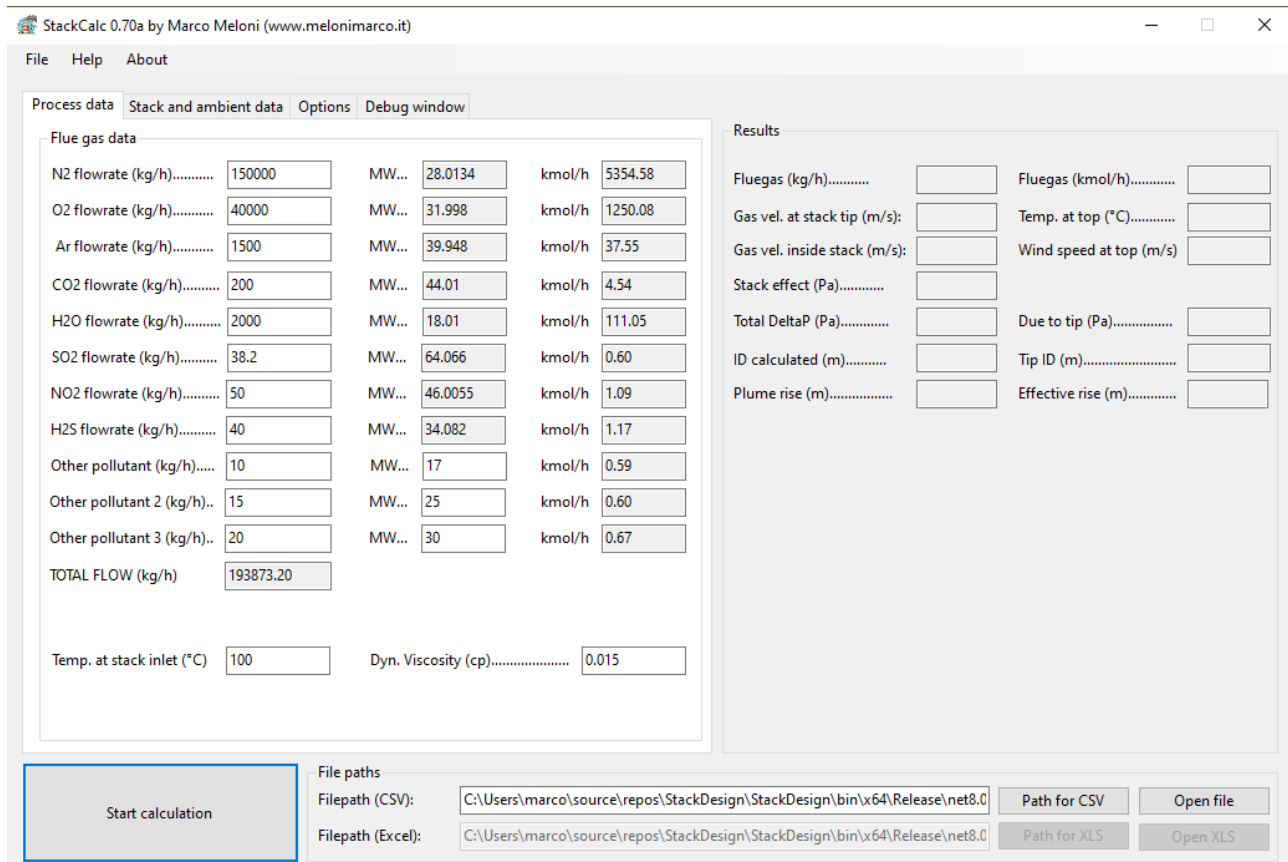 StackCalc 0.70a by Marco Meloni (www.melonimarco.it)
File Help About
Process data Stack and ambient data Options Debug window
Flue gas data
N2 flowrate (kg/h)........... 150000 MW... 28.0134 kmol/h 5354.58
O2 flowrate (kg/h)........... 40000 MW... 31.998 kmol/h 1250.08
Ar flowrate (kg/h)........... 1500 MW... 39.948 kmol/h 37.55
CO2 flowrate (kg/h).......... 200 MW... 44.01 kmol/h 4.54
H2O flowrate (kg/h).......... 2000 MW... 18.01 kmol/h 111.05
SO2 flowrate (kg/h).......... 38.2 MW... 64.066 kmol/h 0.60
NO2 flowrate (kg/h).......... 50 MW... 46.0055 kmol/h 1.09
H2S flowrate (kg/h).......... 40 MW... 34.082 kmol/h 1.17
Other pollutant (kg/h)..... 10 MW... 17 kmol/h 0.59
Other pollutant 2 (kg/h).. 15 MW... 25 kmol/h 0.60
Other pollutant 3 (kg/h).. 20 MW... 30 kmol/h 0.67
TOTAL FLOW (kg/h) 193873.20
Temp. at stack inlet (°C) 100 Dyn. Viscosity (cp)..................... 0.015
Results
Fluegas (kg/h)........... Fluegas (kmol/h)............
Gas vel. at stack tip (m/s): Temp. at top (°C)............
Gas vel. inside stack (m/s): Wind speed at top (m/s)
Stack effect (Pa)............
Total DeltaP (Pa)............. Due to tip (Pa)................
ID calculated (m)........... Tip ID (m).........................
Plume rise (m)................. Effective rise (m).............
Start calculation
File paths
Filepath (CSV): C:\Users\marco\source\repos\StackDesign\StackDesign\bin\x64\Release\net8.0 Path for CSV Open file
Filepath (Excel): C:\Users\marco\source\repos\StackDesign\StackDesign\bin\x64\Release\net8.0 Path for XLS Open XLS